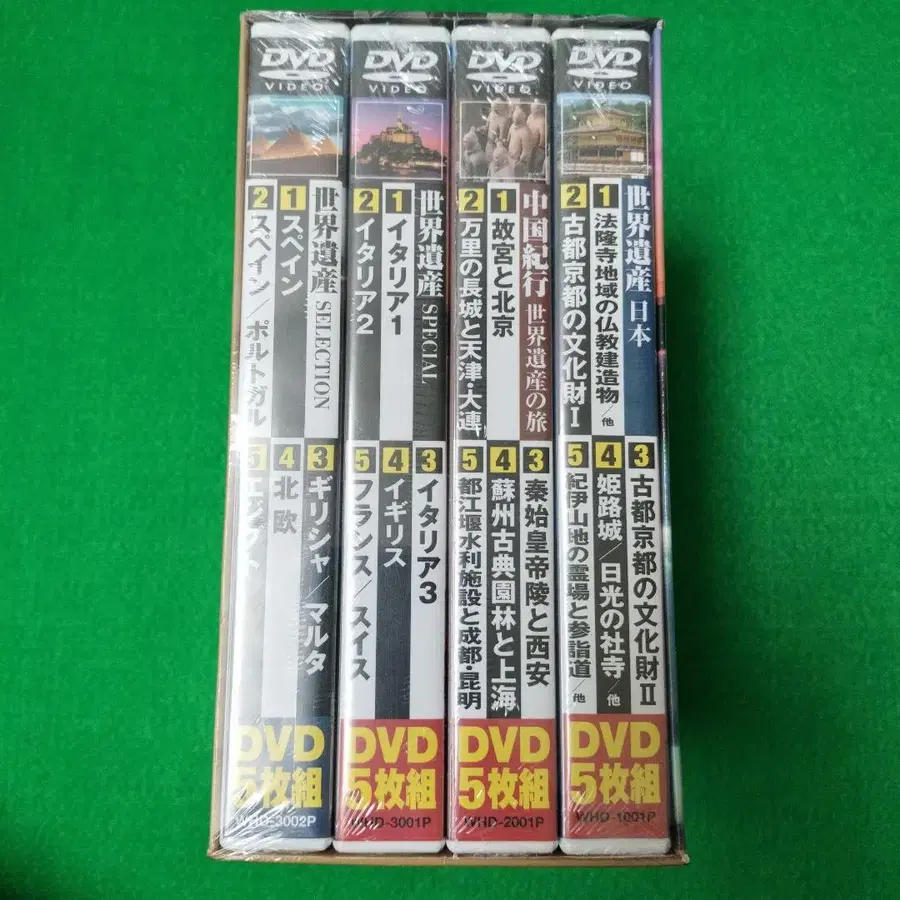 DVD
VIDEO
世界遺産 SELECTION
1 スペイン
2 スペイン/ポルトガル
3 ギリシャ/マルタ
4 北欧
5 エジプト
DVD
5枚組
WHD-3002P
DVD
VIDEO
世界遺産 SPECIAL
1 イタリア1
2 イタリア2
3 イタリア3
4 イギリス
5 フランス/スイス
DVD
5枚組
WHD-3001P
DVD
VIDEO
中国紀行 世界遺産の旅
1 故宮と北京
2 万里の長城と天津・大連
3 秦始皇帝陵と西安
4 蘇州古典園林と上海
5 都江堰水利施設と成都・昆明
DVD
5枚組
WHD-2001P
DVD
VIDEO
世界遺産 日本
1 法隆寺地域の仏教建造物/他
2 古都京都の文化財I
3 古都京都の文化財II
4 姫路城/日光の社寺/他
5 紀伊山地の霊場と参詣道/他
DVD
5枚組
WHD-1001P